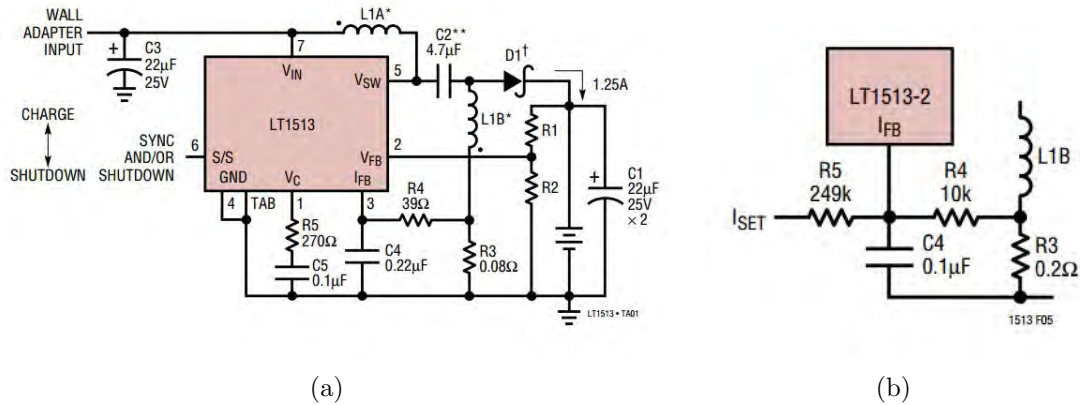 WALL
ADAPTER
INPUT
C3
22µF
25V
+
L1A*
7
C2**
4.7µF
D1†
5
1.25A
VIN
VSW
LT1513
L1B*
R1
R2
CHARGE
SHUTDOWN
SYNC
AND/OR
SHUTDOWN
6
S/S
GND
VC
VFB
IFB
2
4
TAB
1
3
R4
39Ω
R5
270Ω
C5
0.1µF
C4
0.22µF
R3
0.08Ω
+
C1
22µF
25V
× 2
LT1513 • TA01
(a)
LT1513-2
IFB
L1B
R5
249k
R4
10k
ISET
C4
0.1µF
R3
0.2Ω
1513 F05
(b)